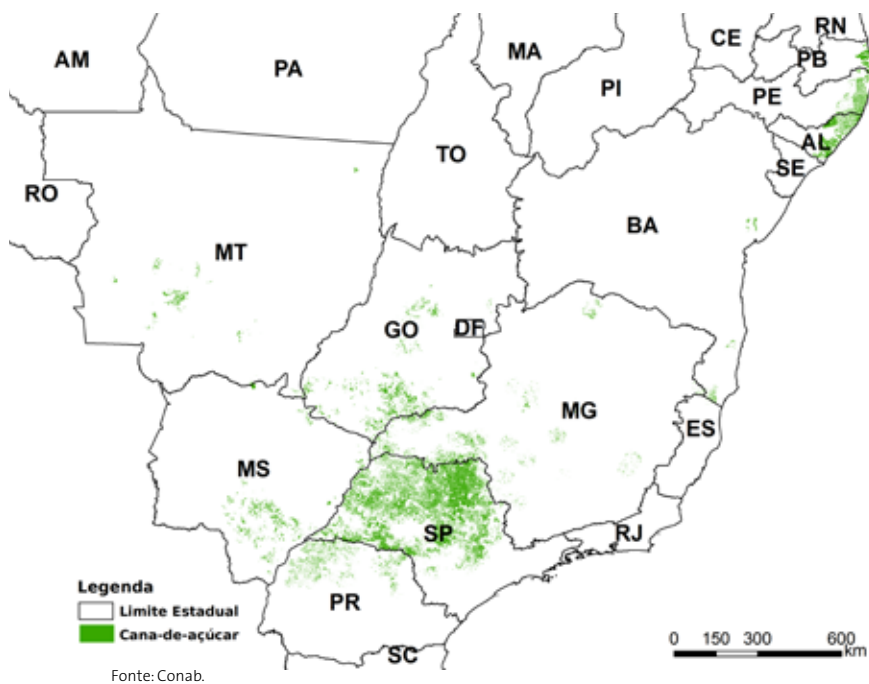 RN
CE
MA
AM
PB
PA
PI
PE
AL
TO
SE
RO
BA
MT
GO
DF
MG
ES
MS
SP
RJ
Legenda
Limite Estadual
Cana-de-açúcar
PR
SC
0 150 300 600
km
Fonte: Conab.